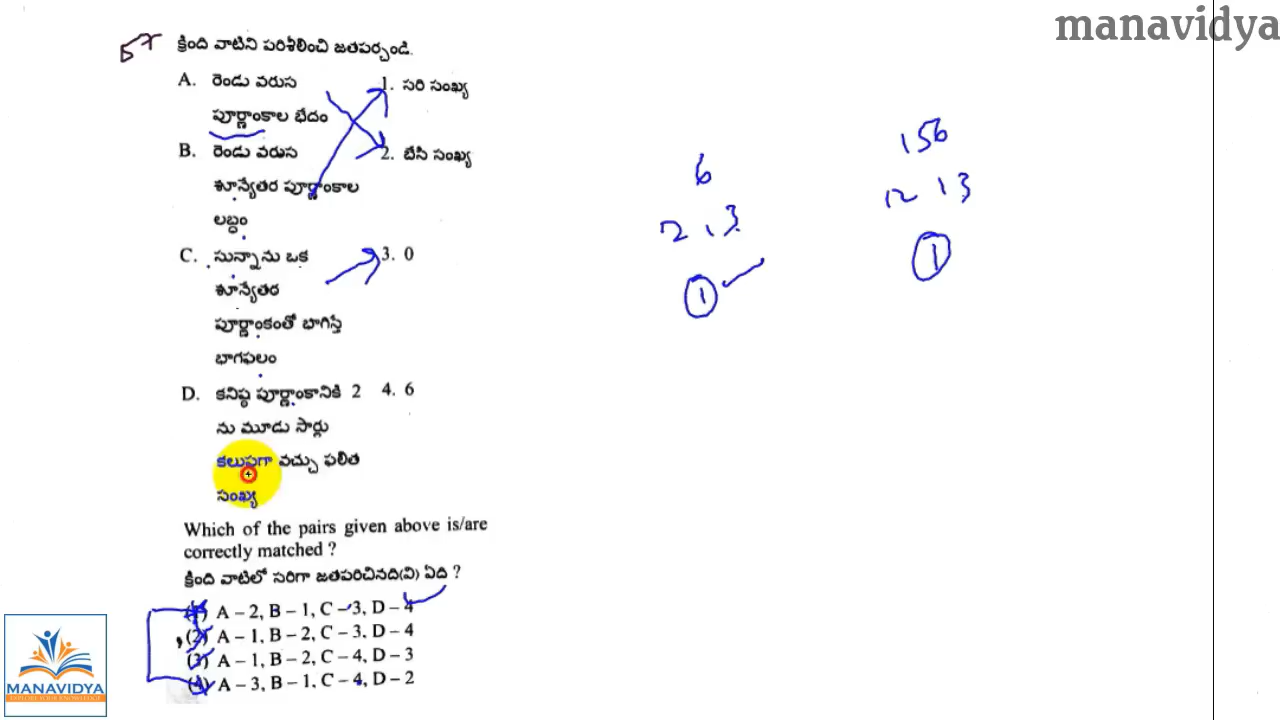 manavidya
57 క్రింది వాటిని పరిశీలించి జతపర్చండి.
A. రెండు వరుస 1. సరి సంఖ్య
పూర్ణాంకాల భేదం
B. రెండు వరుస 2. బేసి సంఖ్య
శూన్యేతర పూర్ణాంకాల
లబ్ధం
C. సున్నాను ఒక 3. 0
శూన్యేతర
పూర్ణాంకంతో భాగిస్తే
భాగఫలం
D. కనిష్ఠ పూర్ణాంకానికి 2 4. 6
ను మూడు సార్లు
కలుపగా వచ్చు ఫలిత
సంఖ్య
Which of the pairs given above is/are
correctly matched ?
క్రింది వాటిలో సరిగా జతపరిచినది(వి) ఏది ?
(1) A – 2, B – 1, C – 3, D – 4
(2) A – 1, B – 2, C – 3, D – 4
(3) A – 1, B – 2, C – 4, D – 3
(4) A – 3, B – 1, C – 4, D – 2
6
2 , 3
1
156
12 13
1
MANAVIDYA